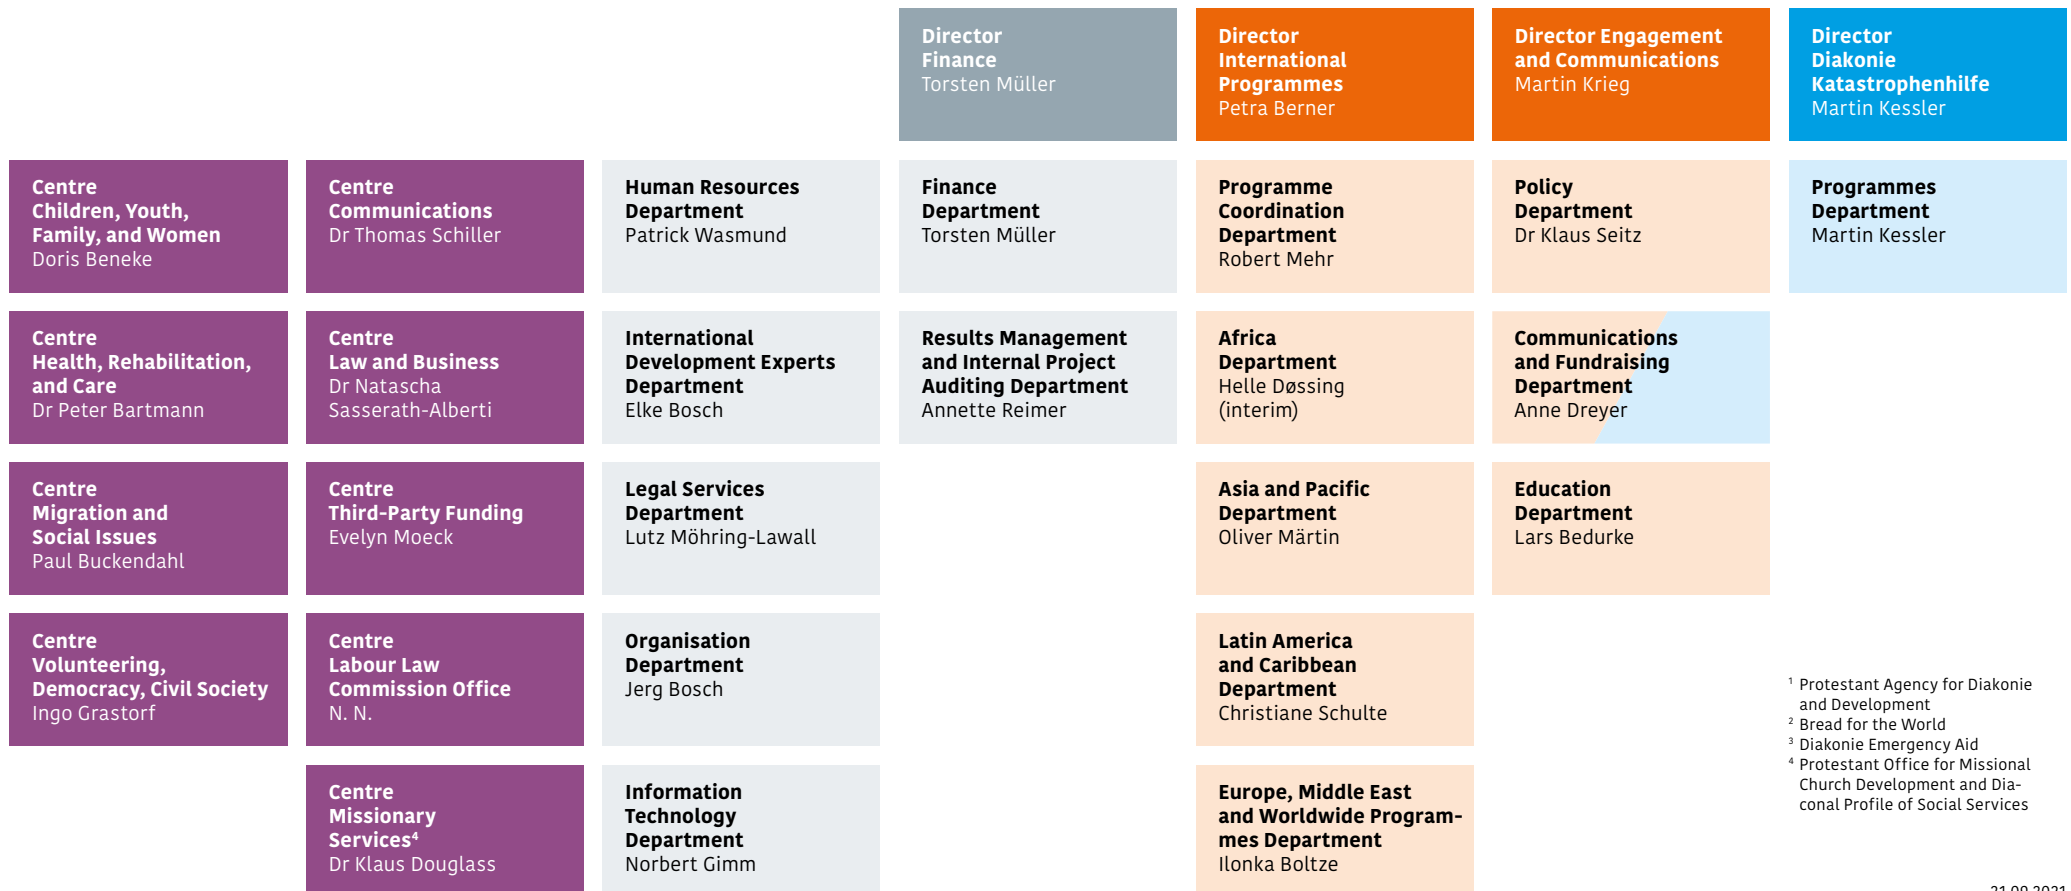 Director
Finance
Torsten Müller
Director
International
Programmes
Petra Berner
Director Engagement
and Communications
Martin Krieg
Director
Diakonie
Katastrophenhilfe
Martin Kessler
Centre
Children, Youth,
Family, and Women
Doris Beneke
Centre
Communications
Dr Thomas Schiller
Human Resources
Department
Patrick Wasmund
Finance
Department
Torsten Müller
Programme
Coordination
Department
Robert Mehr
Policy
Department
Dr Klaus Seitz
Programmes
Department
Martin Kessler
Centre
Health, Rehabilitation,
and Care
Dr Peter Bartmann
Centre
Law and Business
Dr Natascha
Sasserath-Alberti
International
Development Experts
Department
Elke Bosch
Results Management
and Internal Project
Auditing Department
Annette Reimer
Africa
Department
Helle Døssing
(interim)
Communications
and Fundraising
Department
Anne Dreyer
Centre
Migration and
Social Issues
Paul Buckendahl
Centre
Third-Party Funding
Evelyn Moeck
Legal Services
Department
Lutz Möhring-Lawall
Asia and Pacific
Department
Oliver Märtin
Education
Department
Lars Bedurke
Centre
Volunteering,
Democracy, Civil Society
Ingo Grastorf
Centre
Labour Law
Commission Office
N. N.
Organisation
Department
Jerg Bosch
Latin America
and Caribbean
Department
Christiane Schulte
Centre
Missionary
Services⁴
Dr Klaus Douglass
Information
Technology
Department
Norbert Gimm
Europe, Middle East
and Worldwide Program-
mes Department
Ilonka Boltze
¹ Protestant Agency for Diakonie
and Development
² Bread for the World
³ Diakonie Emergency Aid
⁴ Protestant Office for Missional
Church Development and Dia-
conal Profile of Social Services